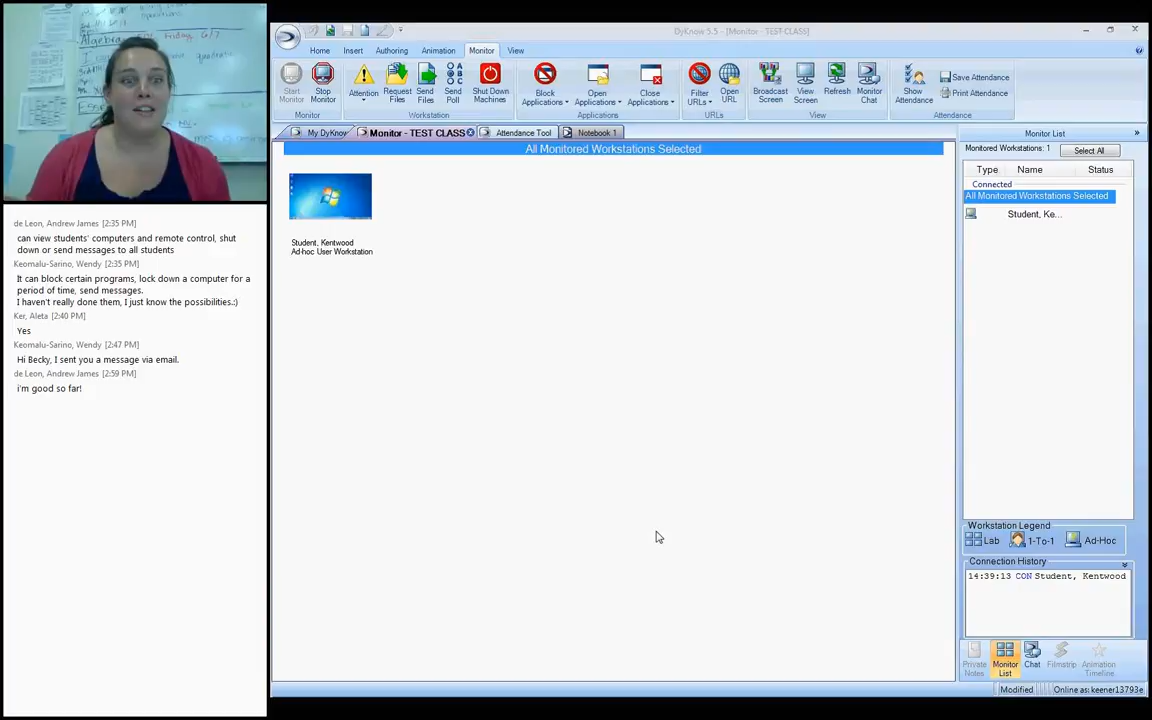 Algebra
Friday, 6/7
quadratic
de Leon, Andrew James [2:35 PM]
can view students' computers and remote control, shut
down or send messages to all students
Keomalu-Sarino, Wendy [2:35 PM]
It can block certain programs, lock down a computer for a
period of time, send messages.
I haven't really done them, I just know the possibilities.:)
Ker, Aleta [2:40 PM]
Yes
Keomalu-Sarino, Wendy [2:47 PM]
Hi Becky, I sent you a message via email.
de Leon, Andrew James [2:59 PM]
i'm good so far!
DyKnow 5.5 - [Monitor - TEST CLASS]
Home Insert Authoring Animation Monitor View
Start Monitor
Stop Monitor
Attention
Request Files
Send Files
Send Poll
Shut Down Machines
Block Applications
Open Applications
Close Applications
Filter URLs
Open URL
Broadcast Screen
View Screen
Refresh
Monitor Chat
Show Attendance
Save Attendance
Print Attendance
Monitor Workstation Applications URLs View Attendance
My DyKnow Monitor - TEST CLASS Attendance Tool Notebook 1
All Monitored Workstations Selected
Student, Kentwood
Ad-hoc User Workstation
Monitor List
Monitored Workstations: 1 Select All
Type Name Status
Connected
All Monitored Workstations Selected
Student, Ke...
Workstation Legend
Lab 1-To-1 Ad-Hoc
Connection History
14:39:13 CON Student, Kentwood
Private Notes
Monitor List
Chat
Filmstrip
Animation Timeline
Modified Online as: keener13793e